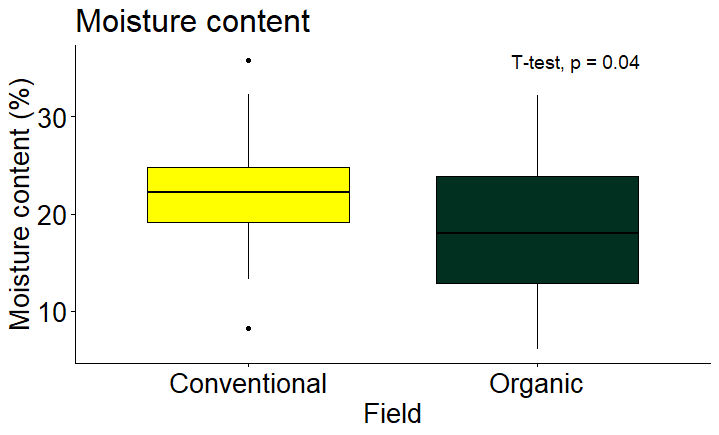 Moisture content
T-test, p = 0.04
Moisture content (%)
30
20
10
Conventional
Organic
Field